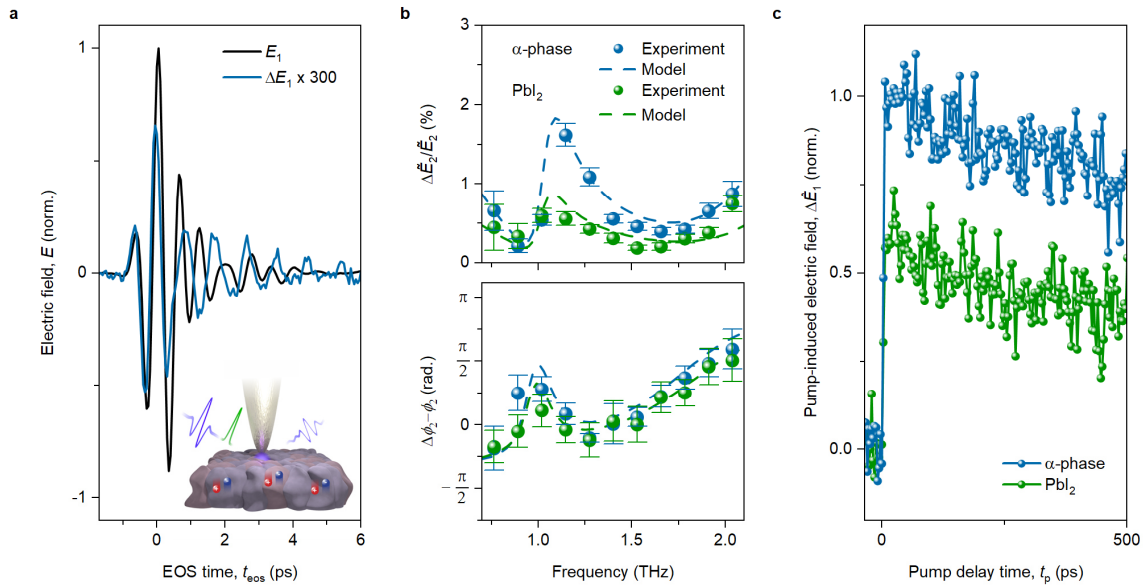 a
Electric field, E (norm.)
1
0
-1
E₁
ΔE₁ x 300
-
+
-
+
-
+
0
2
4
6
EOS time, t_eos (ps)
b
ΔẼ₂/Ẽ₂ (%)
3
2
1
0
α-phase
Experiment
Model
PbI₂
Experiment
Model
Δϕ₂−ϕ₂ (rad.)
π
π/2
0
−π/2
1.0
1.5
2.0
Frequency (THz)
c
Pump-induced electric field, ΔÊ₁ (norm.)
1.0
0.5
0.0
α-phase
PbI₂
0
500
Pump delay time, t_p (ps)